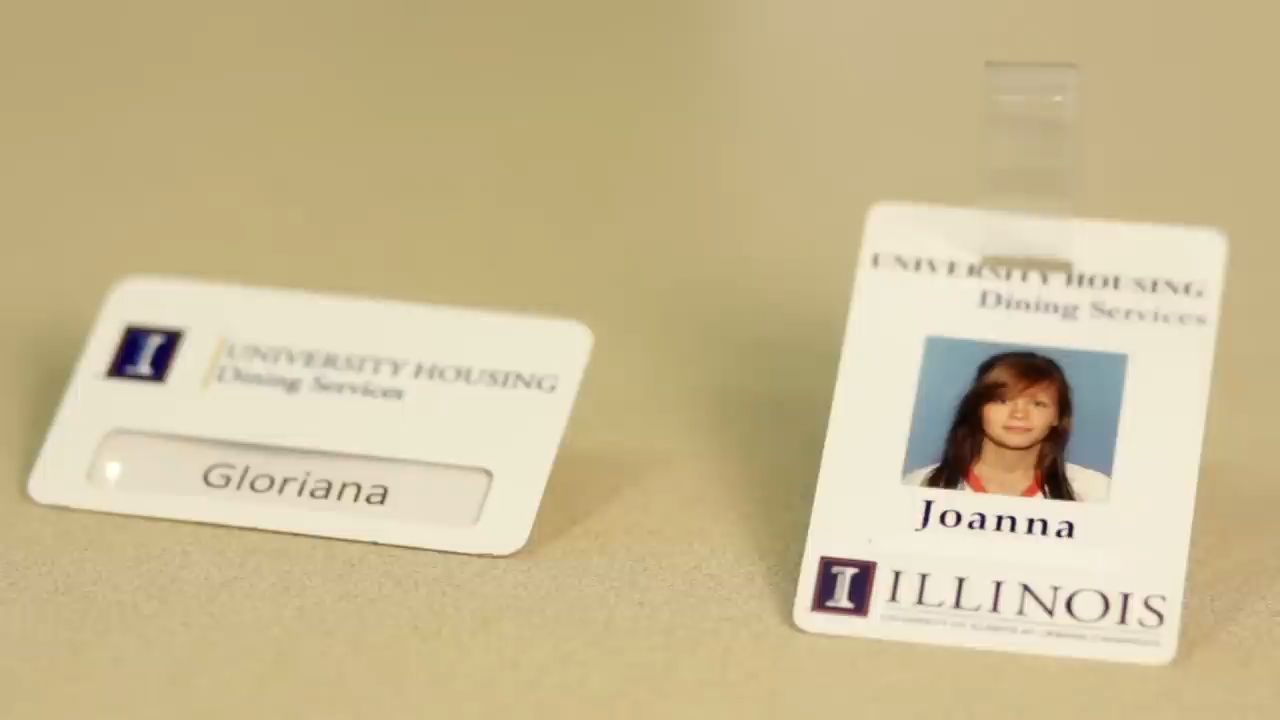 I
UNIVERSITY HOUSING
Dining Services
Gloriana
UNIVERSITY HOUSING
Dining Services
Joanna
I ILLINOIS